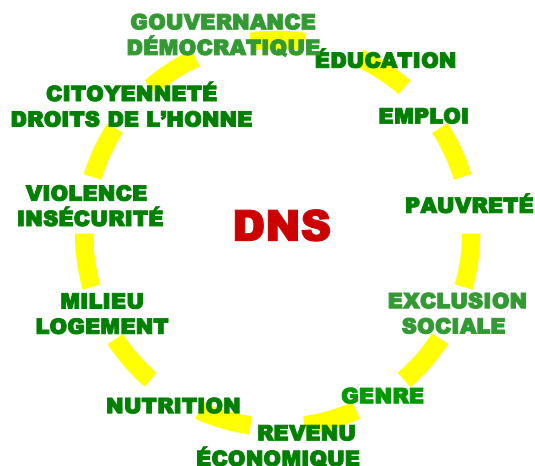 GOUVERNANCE
DÉMOCRATIQUE
ÉDUCATION
CITOYENNETÉ
DROITS DE L'HONNE
EMPLOI
VIOLENCE
INSÉCURITÉ
PAUVRETÉ
DNS
MILIEU
LOGEMENT
EXCLUSION
SOCIALE
NUTRITION
GENRE
REVENU
ÉCONOMIQUE